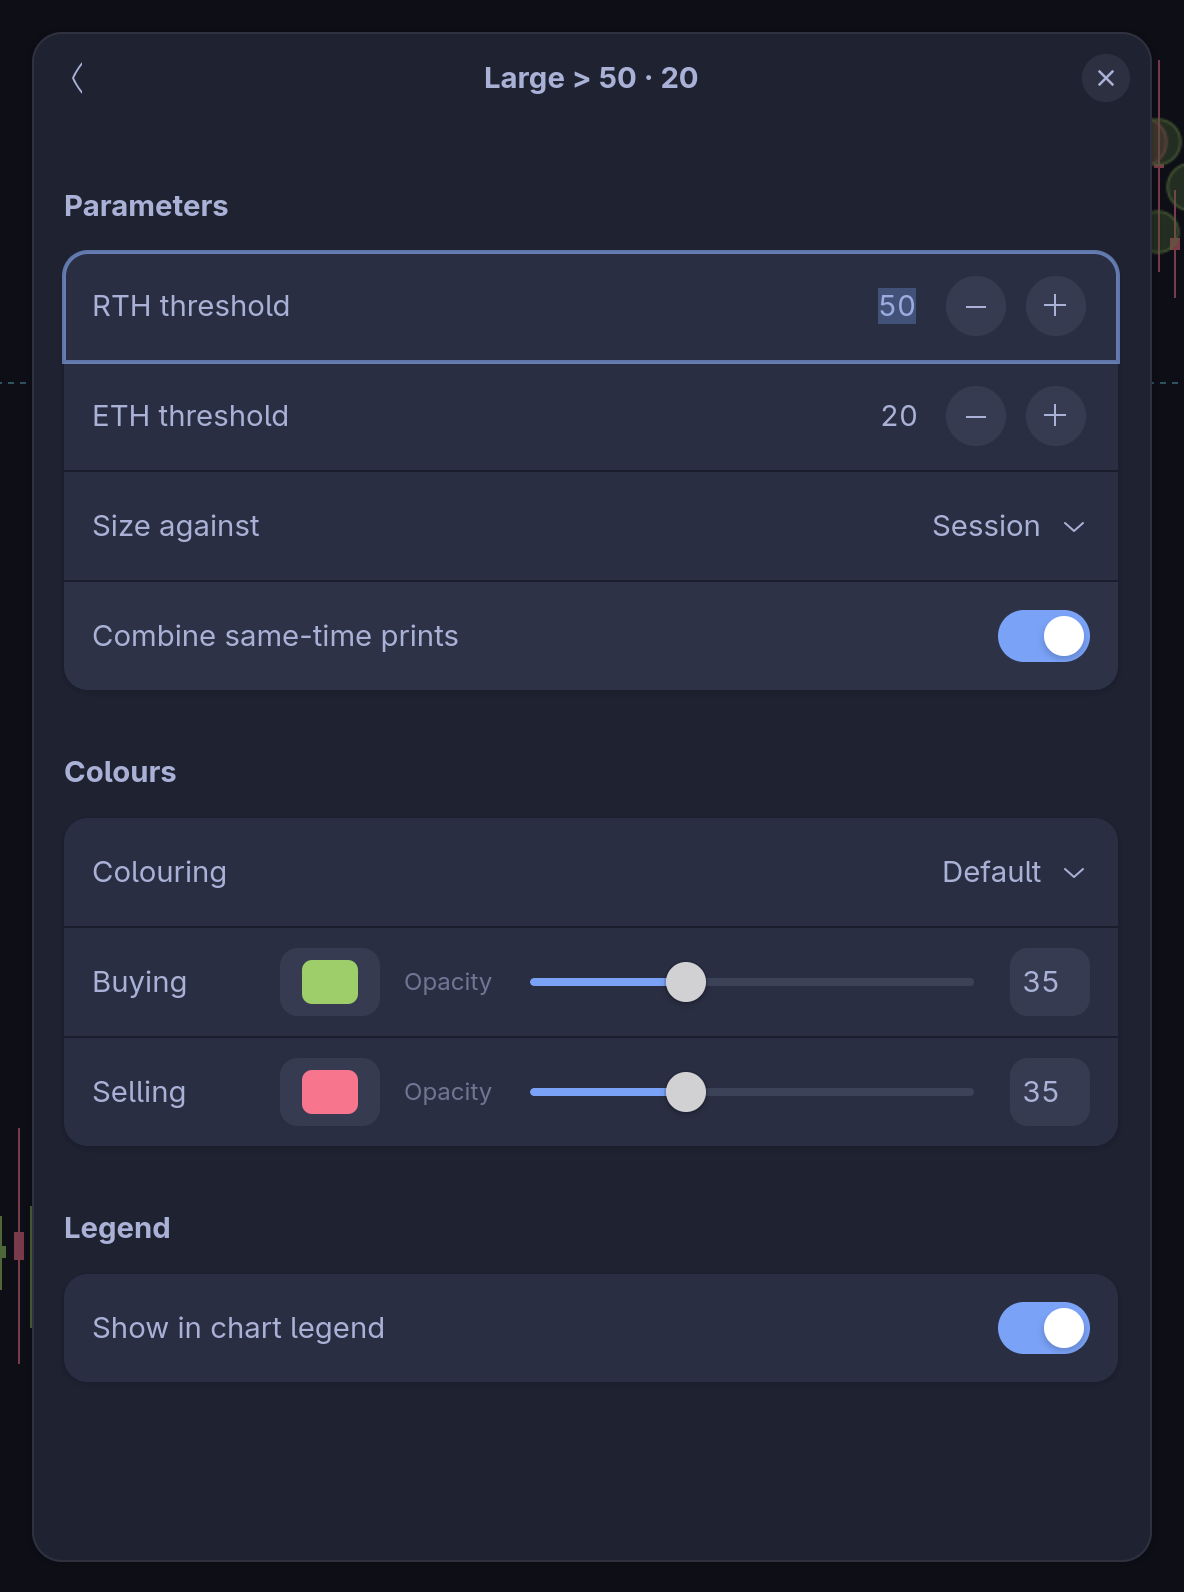 Large > 50 · 20
Parameters
RTH threshold 50
ETH threshold 20
Size against Session
Combine same-time prints
Colours
Colouring Default
Buying Opacity 35
Selling Opacity 35
Legend
Show in chart legend